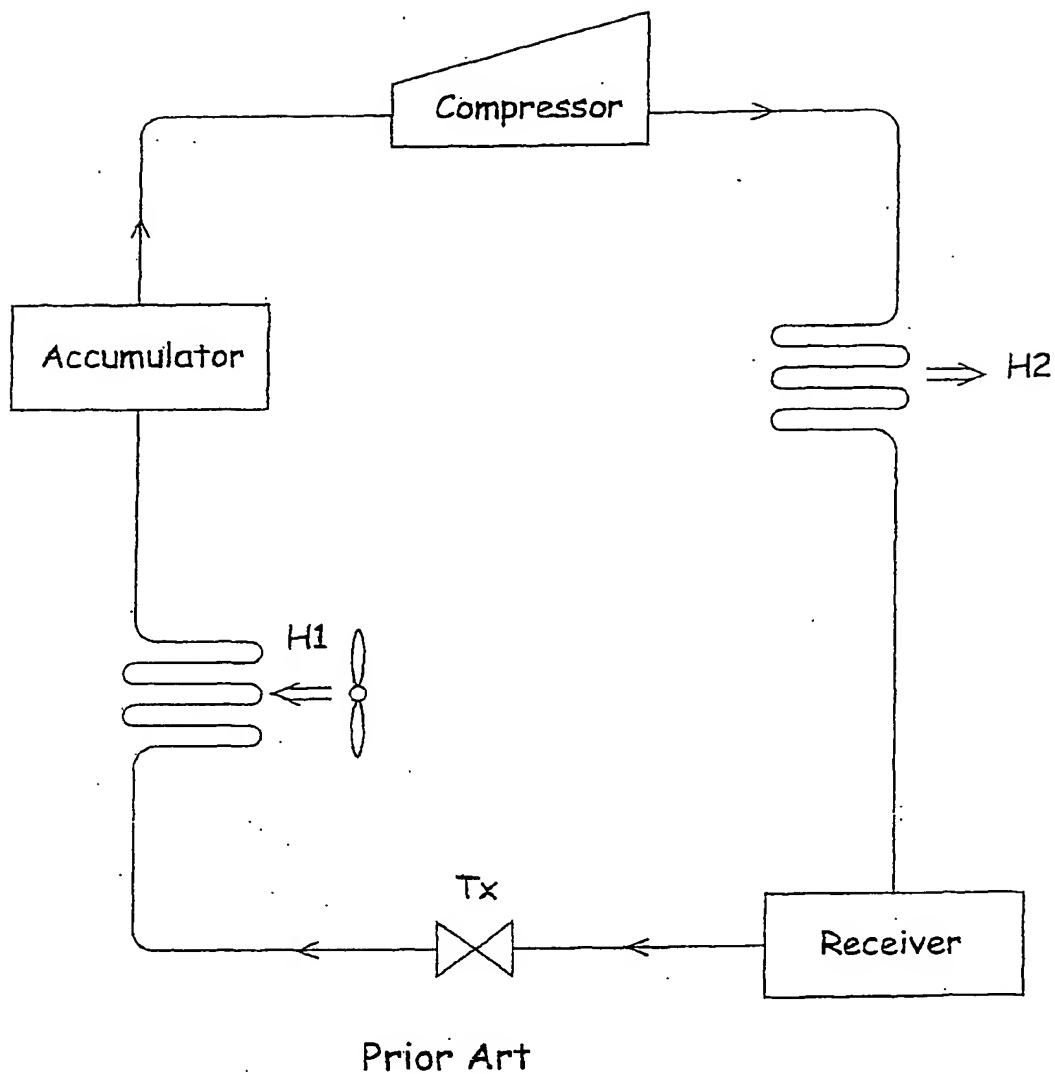 Compressor
Accumulator
H2
H1
Tx
Receiver
Prior Art